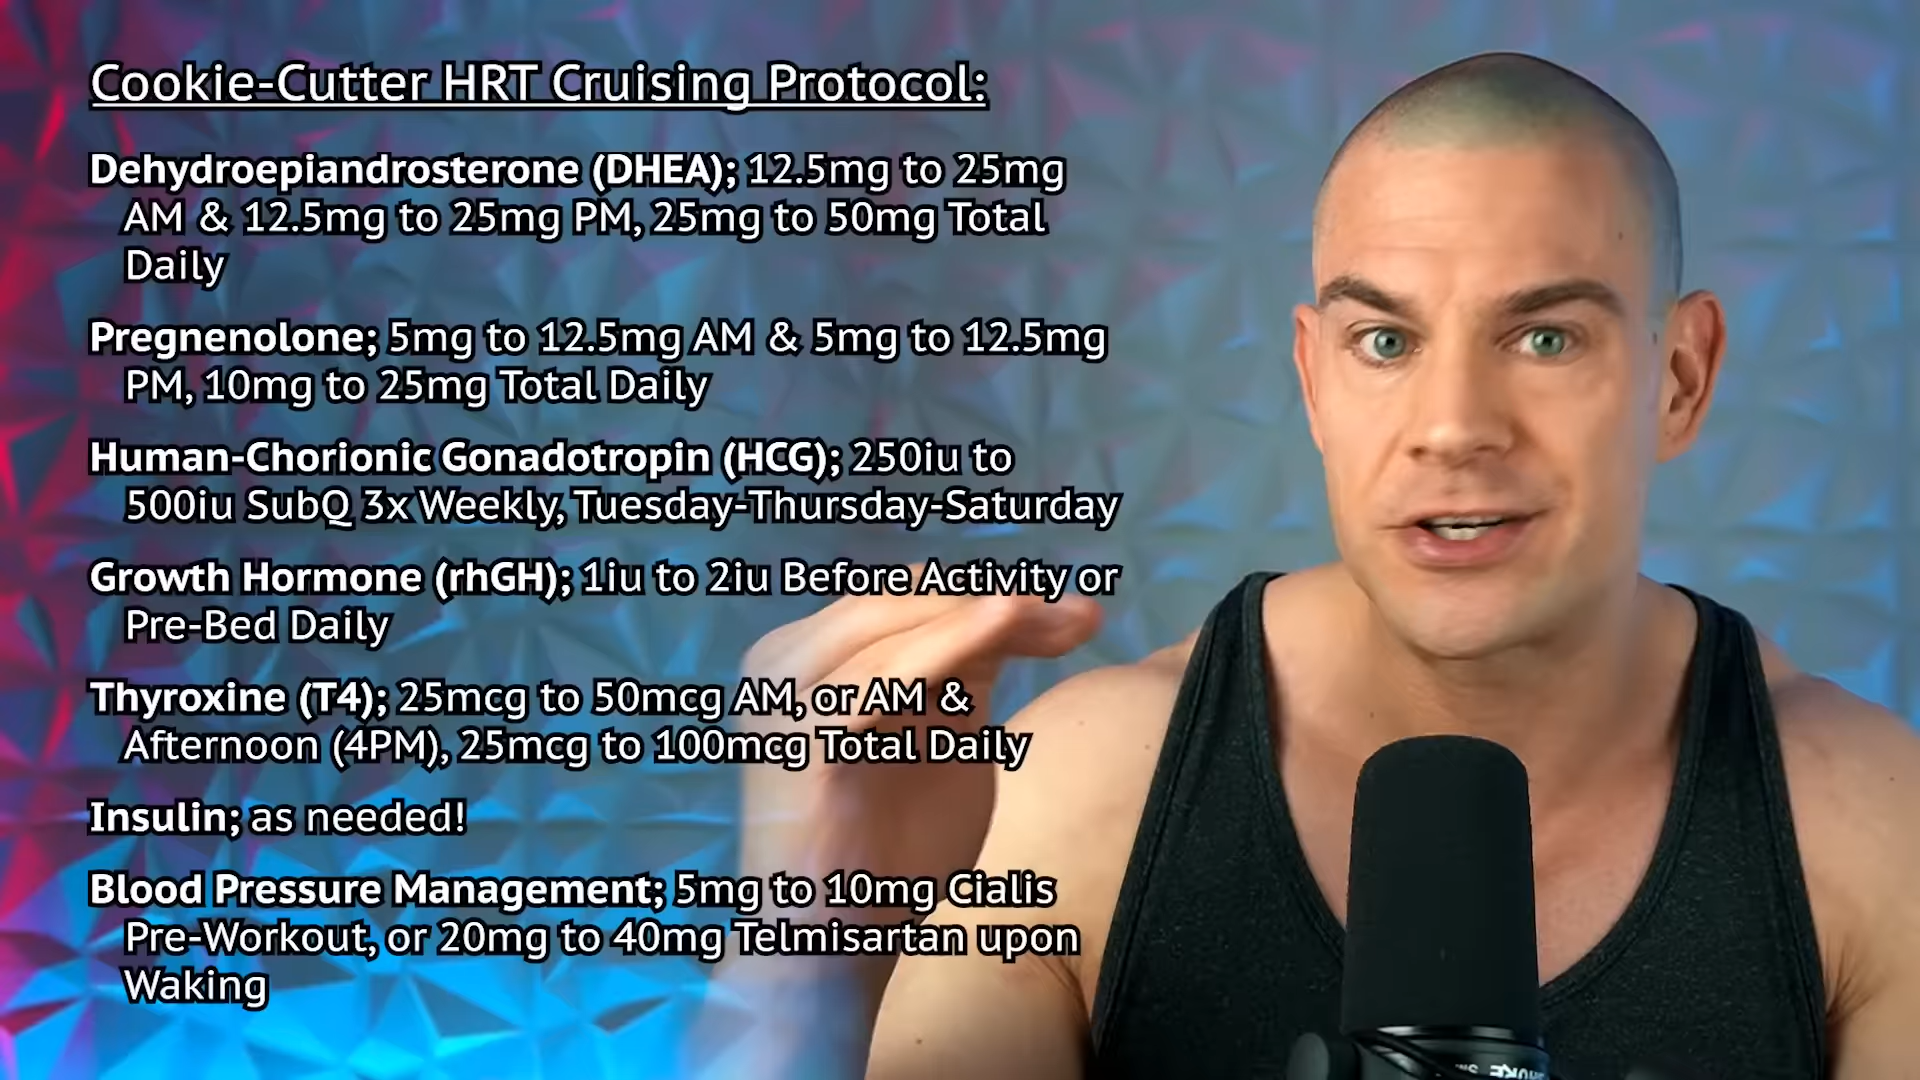 Cookie-Cutter HRT Cruising Protocol:
Dehydroepiandrosterone (DHEA); 12.5mg to 25mg
AM & 12.5mg to 25mg PM, 25mg to 50mg Total
Daily
Pregnenolone; 5mg to 12.5mg AM & 5mg to 12.5mg
PM, 10mg to 25mg Total Daily
Human-Chorionic Gonadotropin (HCG); 250iu to
500iu SubQ 3x Weekly, Tuesday-Thursday-Saturday
Growth Hormone (rhGH); 1iu to 2iu Before Activity or
Pre-Bed Daily
Thyroxine (T4); 25mcg to 50mcg AM, or AM &
Afternoon (4PM), 25mcg to 100mcg Total Daily
Insulin; as needed!
Blood Pressure Management; 5mg to 10mg Cialis
Pre-Workout, or 20mg to 40mg Telmisartan upon
Waking